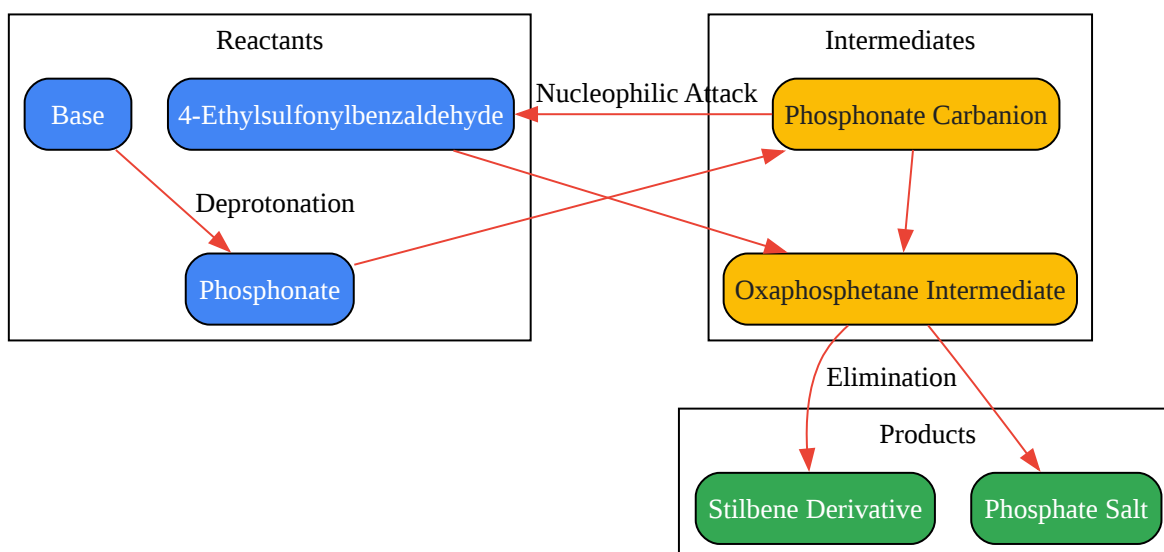 Reactants
Intermediates
Base
4-Ethylsulfonylbenzaldehyde
Nucleophilic Attack
Phosphonate Carbanion
Deprotonation
Phosphonate
Oxaphosphetane Intermediate
Elimination
Products
Stilbene Derivative
Phosphate Salt